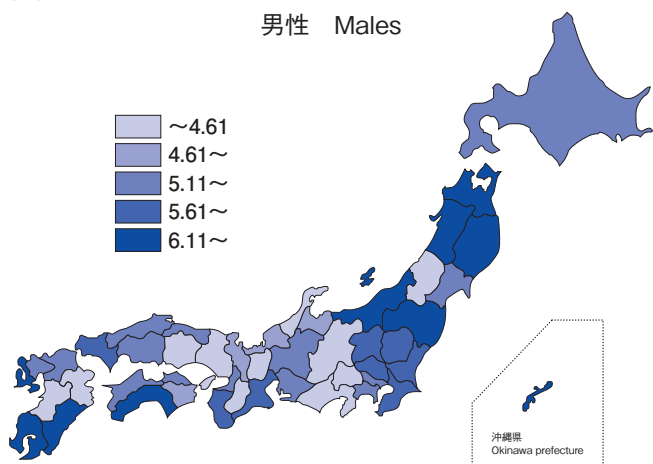 男性　Males
～4.61
4.61～
5.11～
5.61～
6.11～
沖縄県
Okinawa prefecture